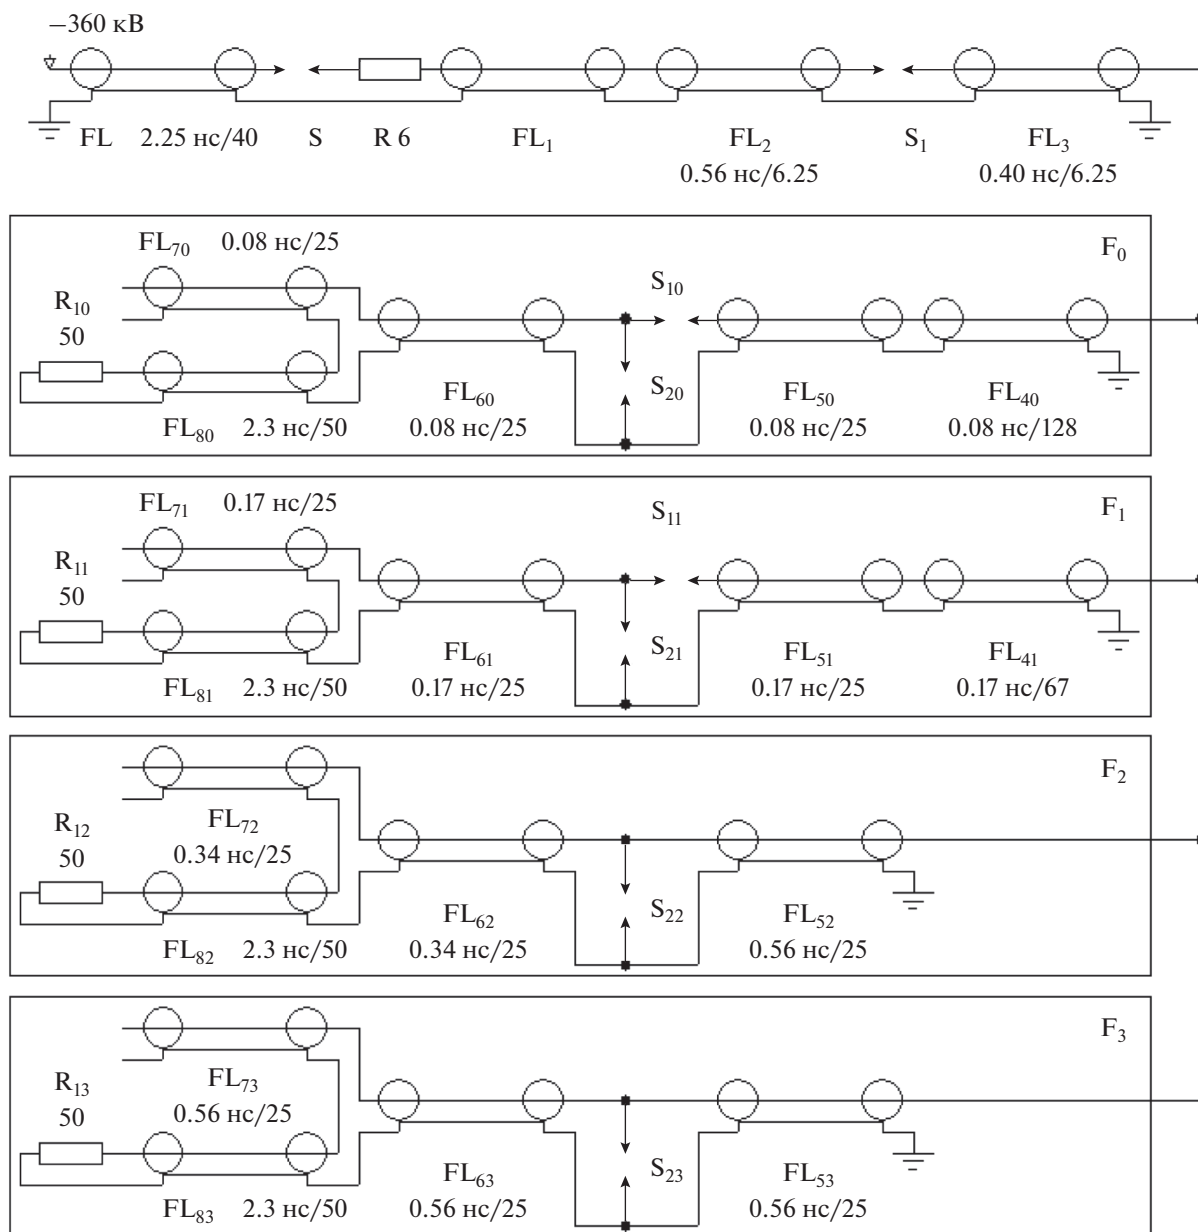 −360 кВ
FL 2.25 нс/40 S R 6 FL₁ FL₂ S₁ FL₃
0.56 нс/6.25 0.40 нс/6.25
FL₇₀ 0.08 нс/25 S₁₀ F₀
R₁₀
50
S₂₀
FL₆₀ FL₅₀ FL₄₀
FL₈₀ 2.3 нс/50 0.08 нс/25 0.08 нс/25 0.08 нс/128
FL₇₁ 0.17 нс/25 S₁₁ F₁
R₁₁
50
FL₆₁ S₂₁ FL₅₁ FL₄₁
FL₈₁ 2.3 нс/50 0.17 нс/25 0.17 нс/25 0.17 нс/67
F₂
R₁₂ FL₇₂
50 0.34 нс/25
FL₆₂ S₂₂ FL₅₂
FL₈₂ 2.3 нс/50 0.34 нс/25 0.56 нс/25
F₃
R₁₃ FL₇₃
50 0.56 нс/25
FL₆₃ S₂₃ FL₅₃
FL₈₃ 2.3 нс/50 0.56 нс/25 0.56 нс/25